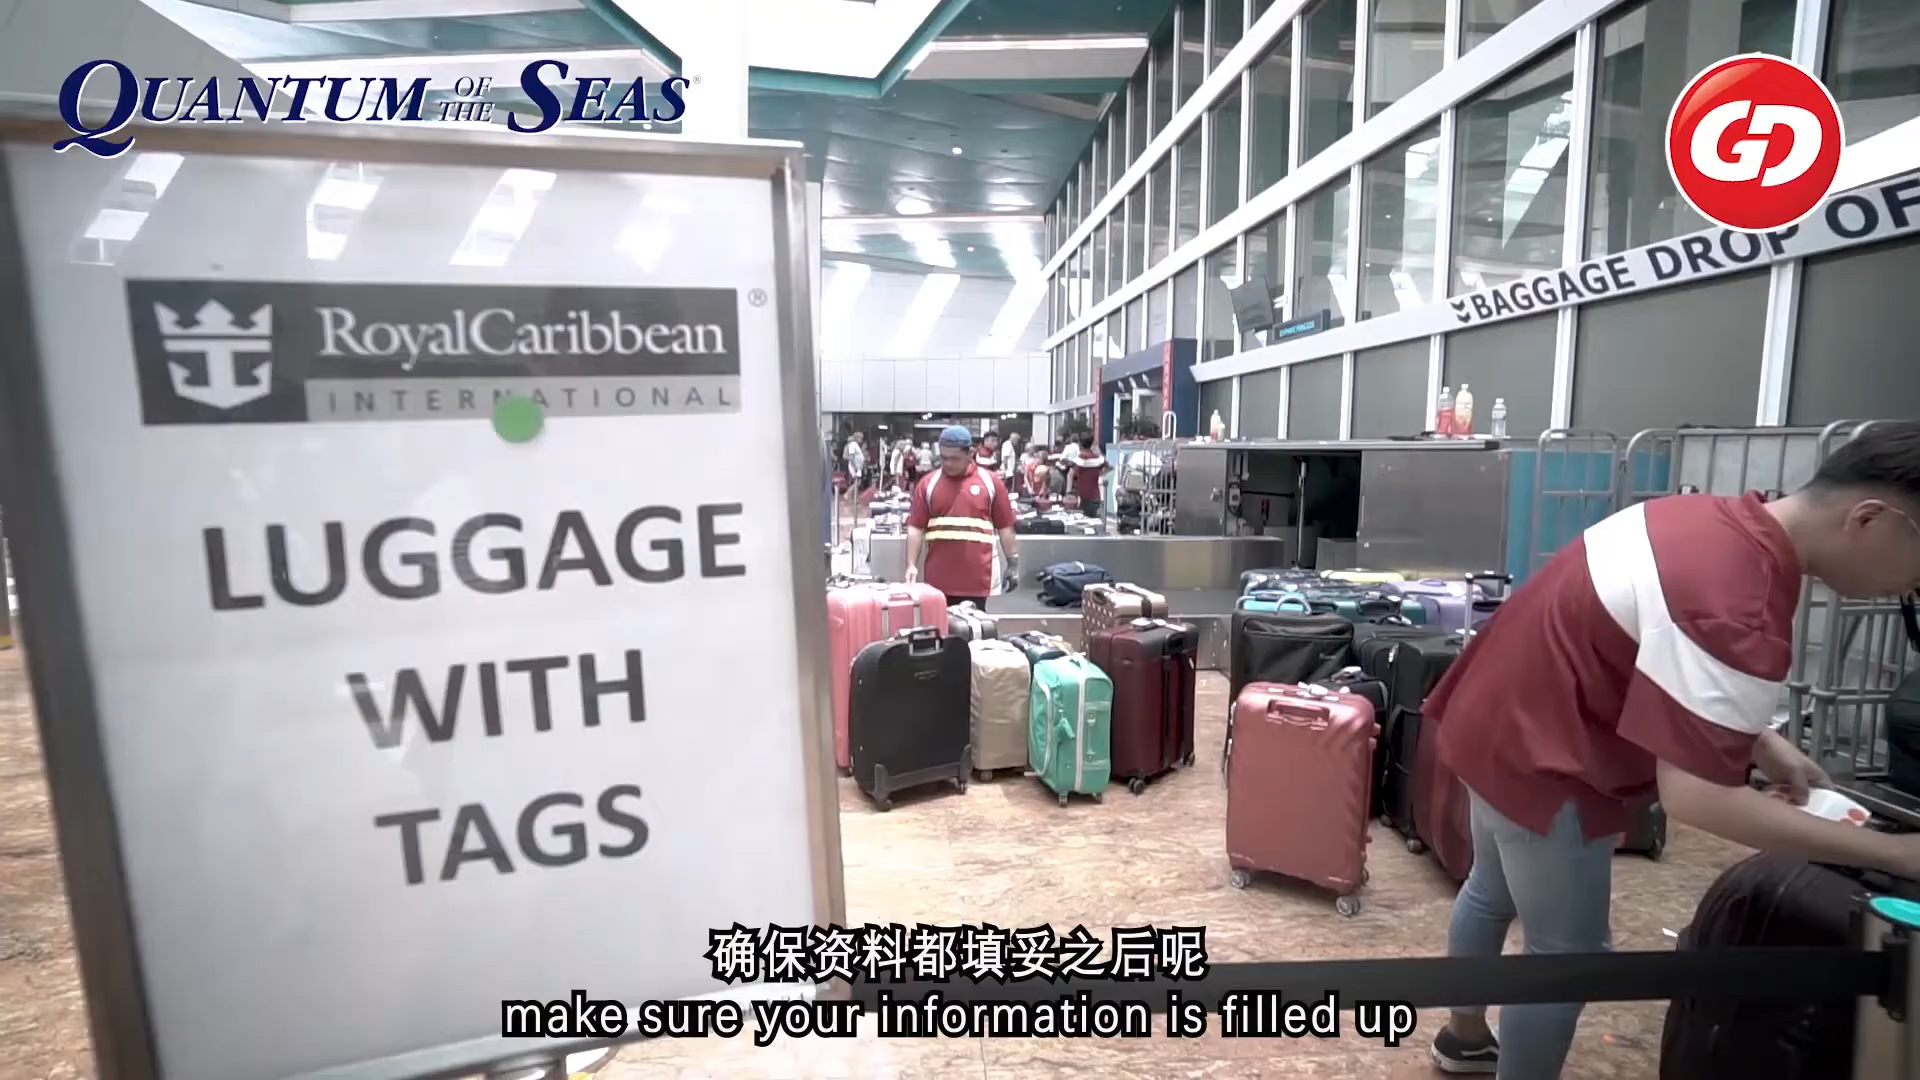 QUANTUM OF THE SEAS®
GD
RoyalCaribbean®
INTERNATIONAL
LUGGAGE
WITH
TAGS
BAGGAGE DROP OF
确保资料都填妥之后呢
make sure your information is filled up